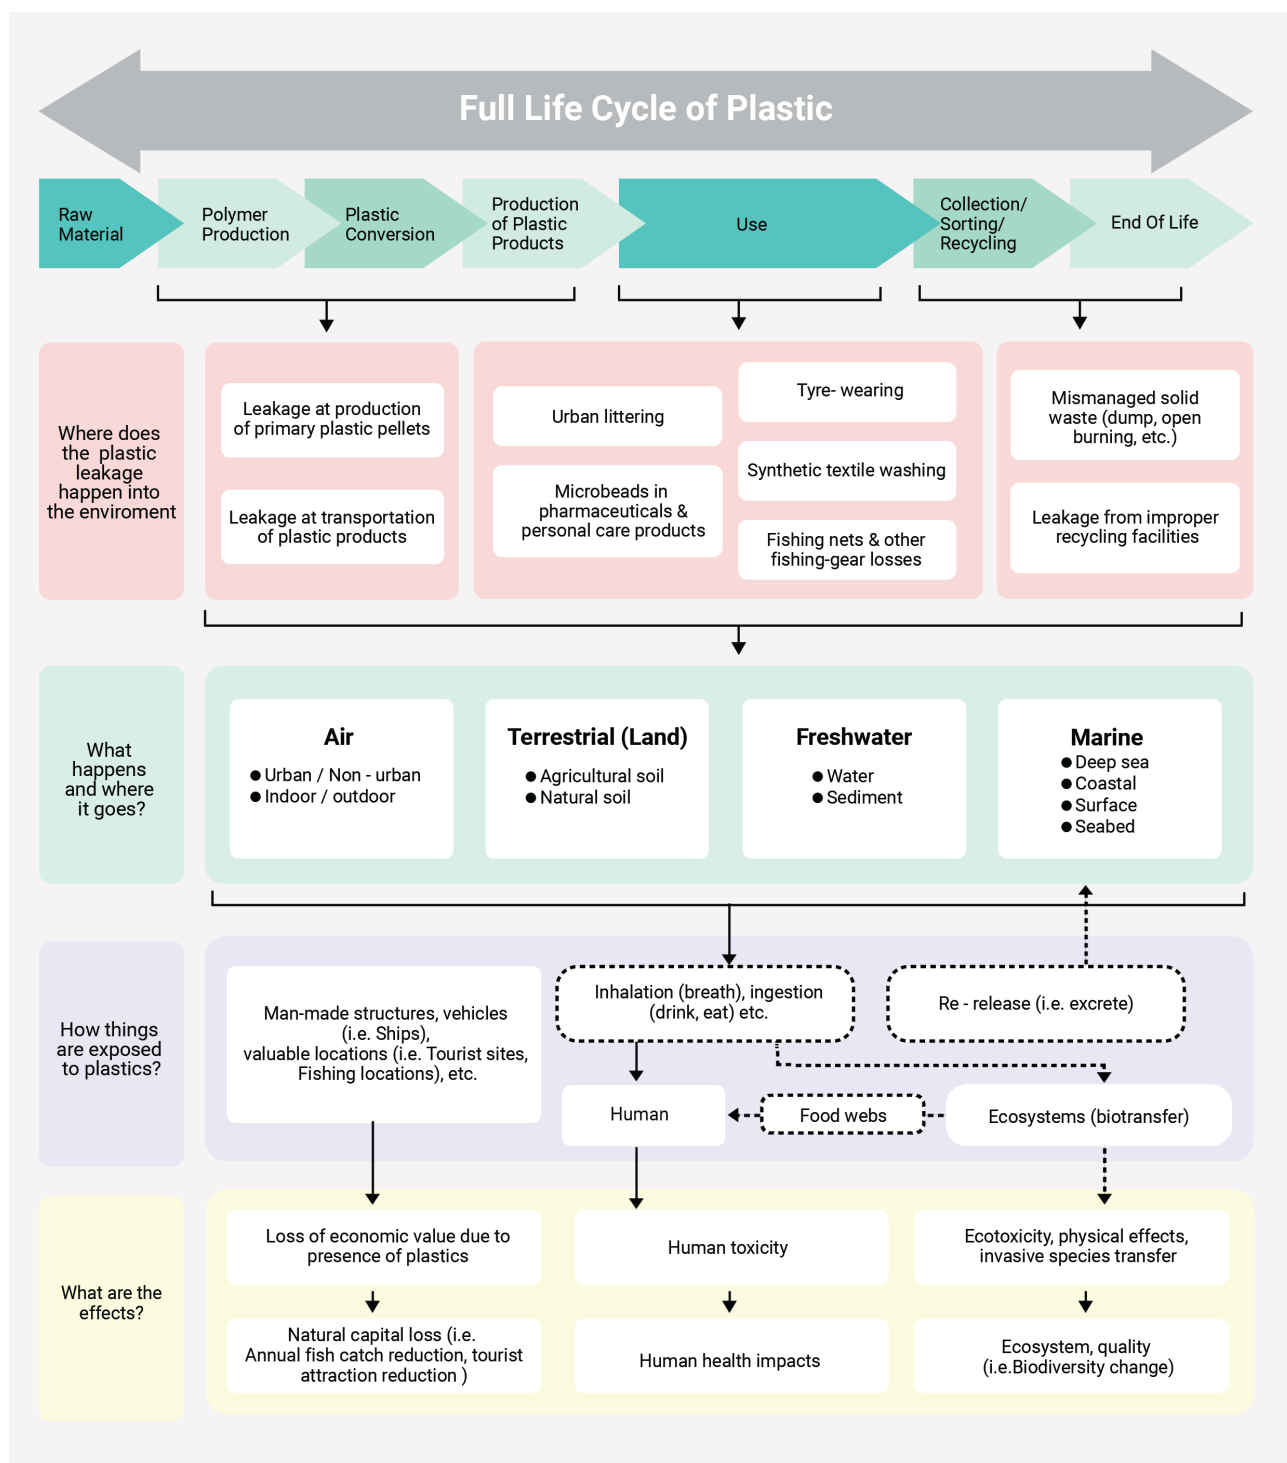 Full Life Cycle of Plastic
Raw
Material
Polymer
Production
Plastic
Conversion
Production
of Plastic
Products
Use
Collection/
Sorting/
Recycling
End Of Life
Where does
the plastic
leakage
happen into
the enviroment
Leakage at production
of primary plastic pellets
Leakage at transportation
of plastic products
Urban littering
Microbeads in
pharmaceuticals &
personal care products
Tyre- wearing
Synthetic textile washing
Fishing nets & other
fishing-gear losses
Mismanaged solid
waste (dump, open
burning, etc.)
Leakage from improper
recycling facilities
What
happens
and where
it goes?
Air
● Urban / Non - urban
● Indoor / outdoor
Terrestrial (Land)
● Agricultural soil
● Natural soil
Freshwater
● Water
● Sediment
Marine
● Deep sea
● Coastal
● Surface
● Seabed
How things
are exposed
to plastics?
Man-made structures, vehicles
(i.e. Ships),
valuable locations (i.e. Tourist sites,
Fishing locations), etc.
Inhalation (breath), ingestion
(drink, eat) etc.
Re - release (i.e. excrete)
Human
Food webs
Ecosystems (biotransfer)
What are the
effects?
Loss of economic value due to
presence of plastics
Human toxicity
Ecotoxicity, physical effects,
invasive species transfer
Natural capital loss (i.e.
Annual fish catch reduction, tourist
attraction reduction )
Human health impacts
Ecosystem, quality
(i.e.Biodiversity change)